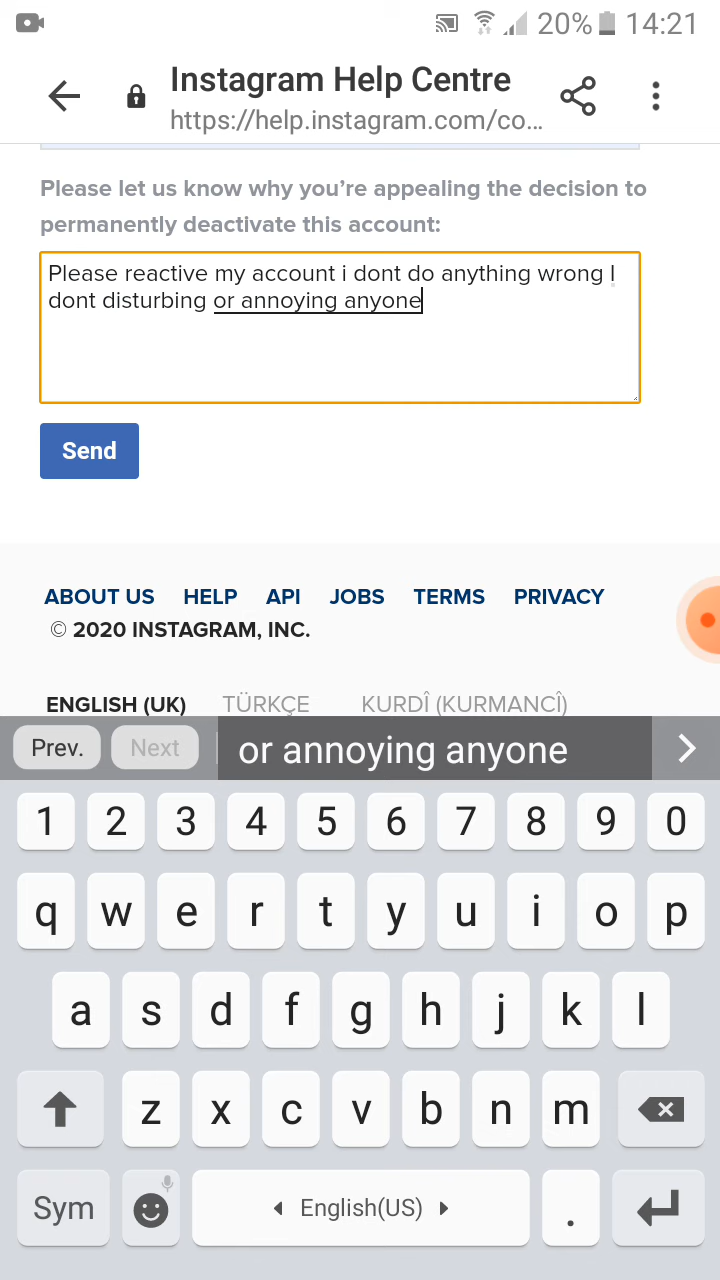 20% 14:21
Instagram Help Centre
https://help.instagram.com/co...
Please let us know why you’re appealing the decision to
permanently deactivate this account:
Please reactive my account i dont do anything wrong I
dont disturbing or annoying anyone
Send
ABOUT US HELP API JOBS TERMS PRIVACY
© 2020 INSTAGRAM, INC.
ENGLISH (UK) TÜRKÇE KURDÎ (KURMANCÎ)
Prev. Next or annoying anyone
1 2 3 4 5 6 7 8 9 0
q w e r t y u i o p
a s d f g h j k l
z x c v b n m
Sym English(US) .